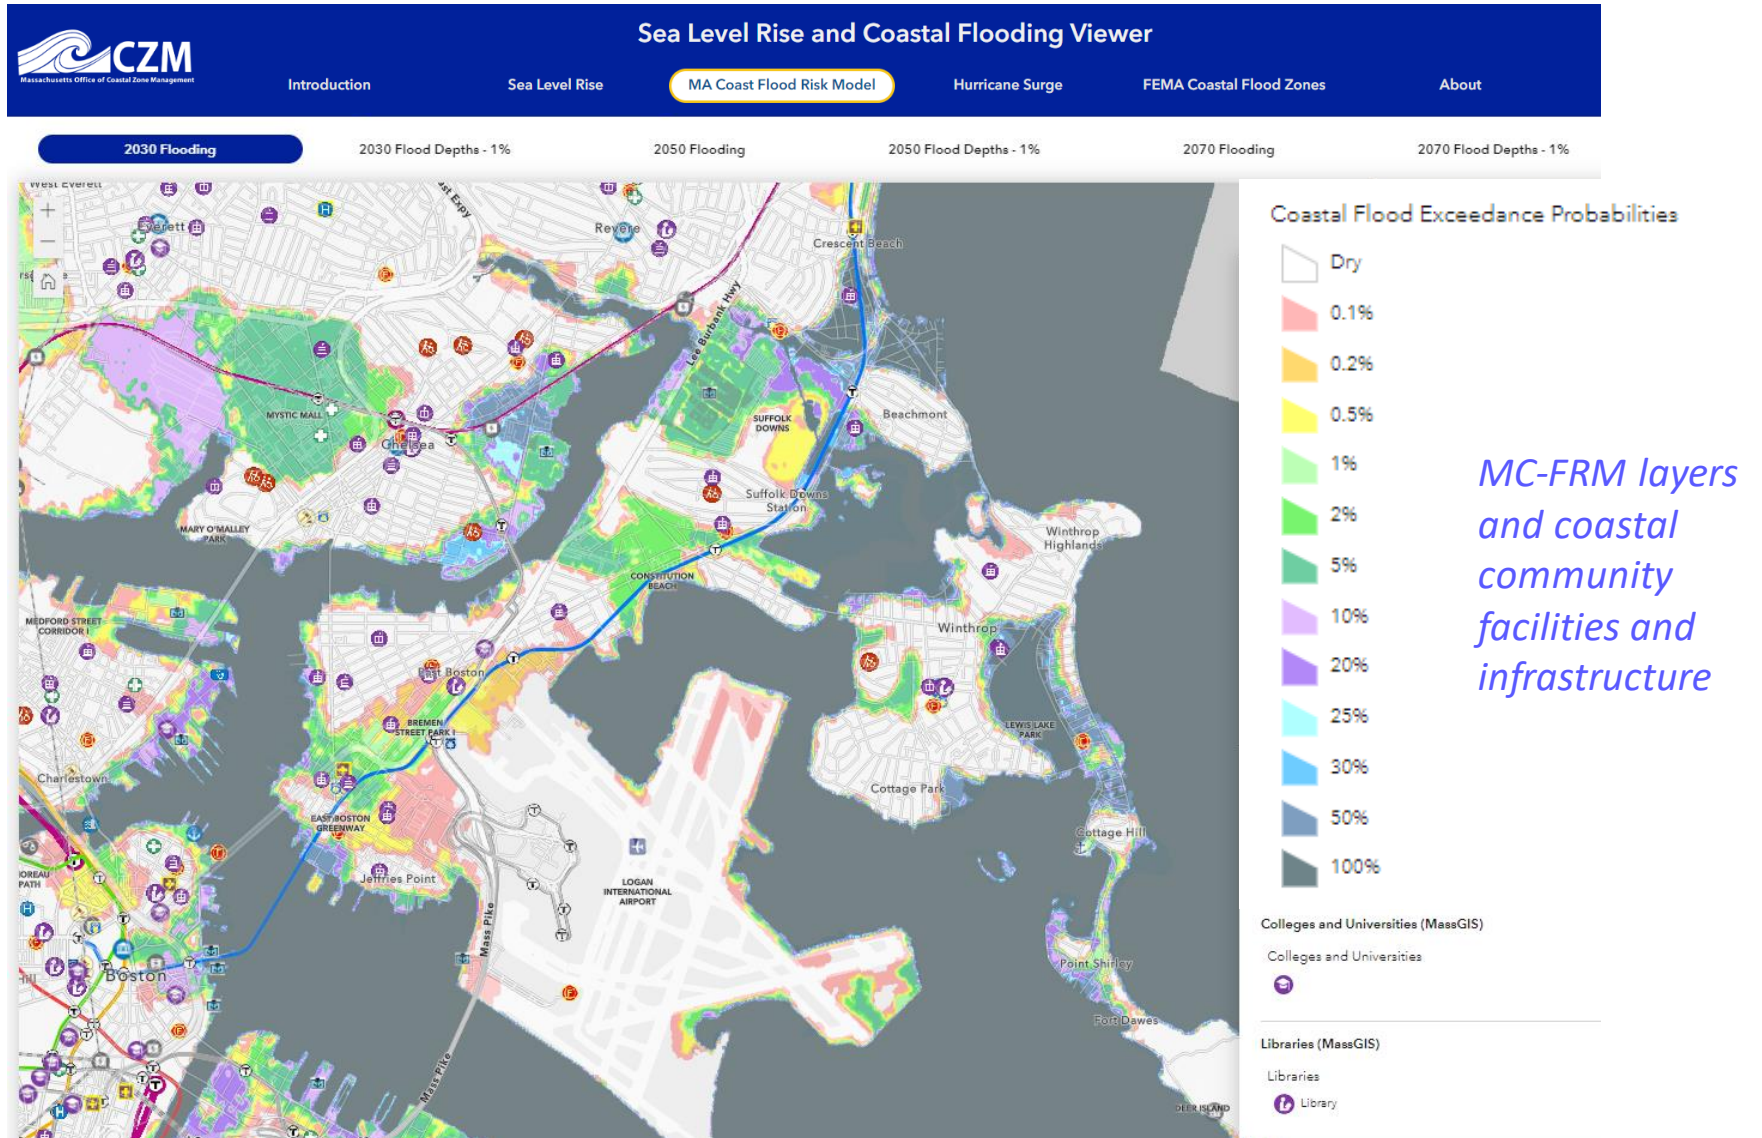 Sea Level Rise and Coastal Flooding Viewer
CZM
Massachusetts Office of Coastal Zone Management
Introduction
Sea Level Rise
MA Coast Flood Risk Model
Hurricane Surge
FEMA Coastal Flood Zones
About
2030 Flooding
2030 Flood Depths - 1%
2050 Flooding
2050 Flood Depths - 1%
2070 Flooding
2070 Flood Depths - 1%
West Everett
Everett
Revere
Crescent Beach
Lee Burbank Hwy
MYSTIC MALL
Chelsea
SUFFOLK
DOWNS
Beachmont
Suffolk Downs
Station
MARY O'MALLEY
PARK
Winthrop
Highlands
CONSTITUTION
BEACH
MEDFORD STREET
CORRIDOR I
Winthrop
East Boston
BREMEN
STREET PARK I
LEWIS LAKE
PARK
Charlestown
Cottage Park
EAST BOSTON
GREENWAY
Cottage Hill
Jeffries Point
LOGAN
INTERNATIONAL
AIRPORT
PATH
Mass Pike
Boston
Point Shirley
Fort Dawes
Mass Pike
DEER ISLAND
Coastal Flood Exceedance Probabilities
Dry
0.1%
0.2%
0.5%
1%
2%
5%
10%
20%
25%
30%
50%
100%
Colleges and Universities (MassGIS)
Colleges and Universities
Libraries (MassGIS)
Libraries
Library
MC-FRM layers
and coastal
community
facilities and
infrastructure